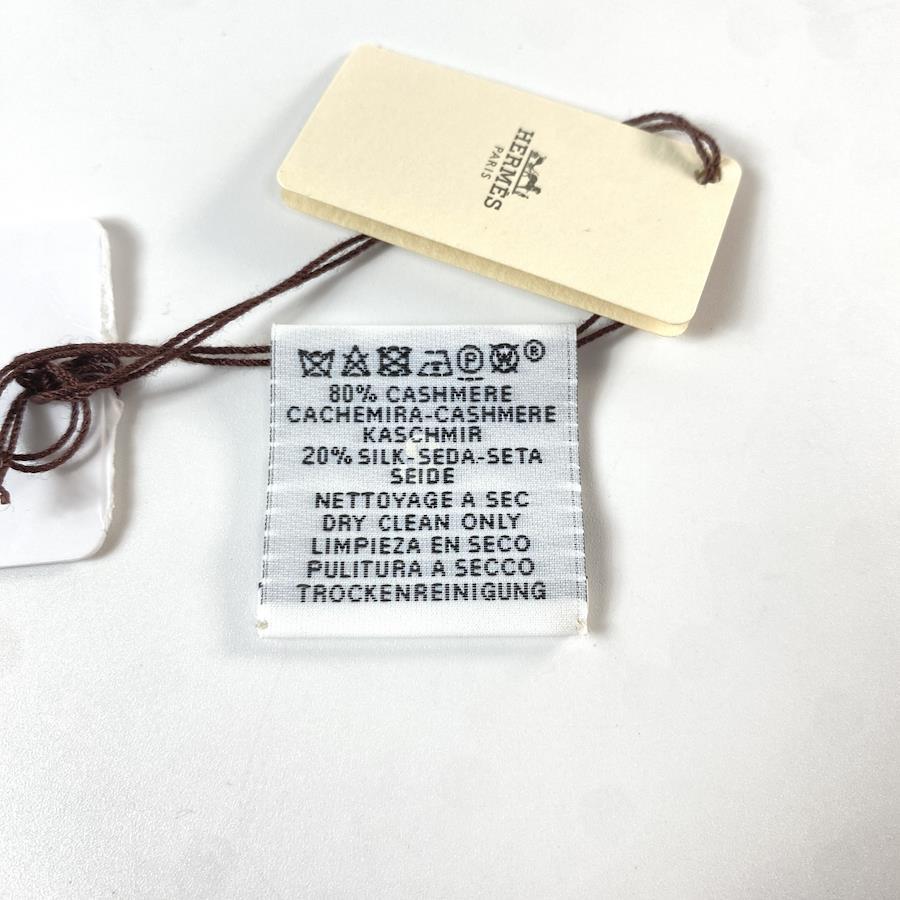 HERMÈS
PARIS
P W ®
80% CASHMERE
CACHEMIRA-CASHMERE
KASCHMIR
20% SILK-SEDA-SETA
SEIDE
NETTOYAGE A SEC
DRY CLEAN ONLY
LIMPIEZA EN SECO
PULITURA A SECCO
TROCKENREINIGUNG